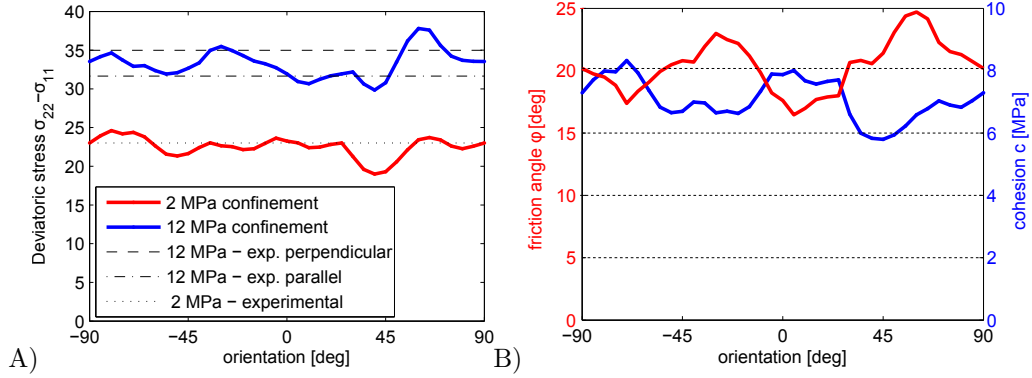 Deviatoric stress σ22−σ11
40
35
30
25
20
15
10
5
0
2 MPa confinement
12 MPa confinement
12 MPa − exp. perpendicular
12 MPa − exp. parallel
2 MPa − experimental
−90 −45 0 45 90
orientation [deg]
A)
friction angle φ [deg]
25
20
15
10
5
0
10
8
6
4
2
0
cohesion c [MPa]
−90 −45 0 45 90
orientation [deg]
B)